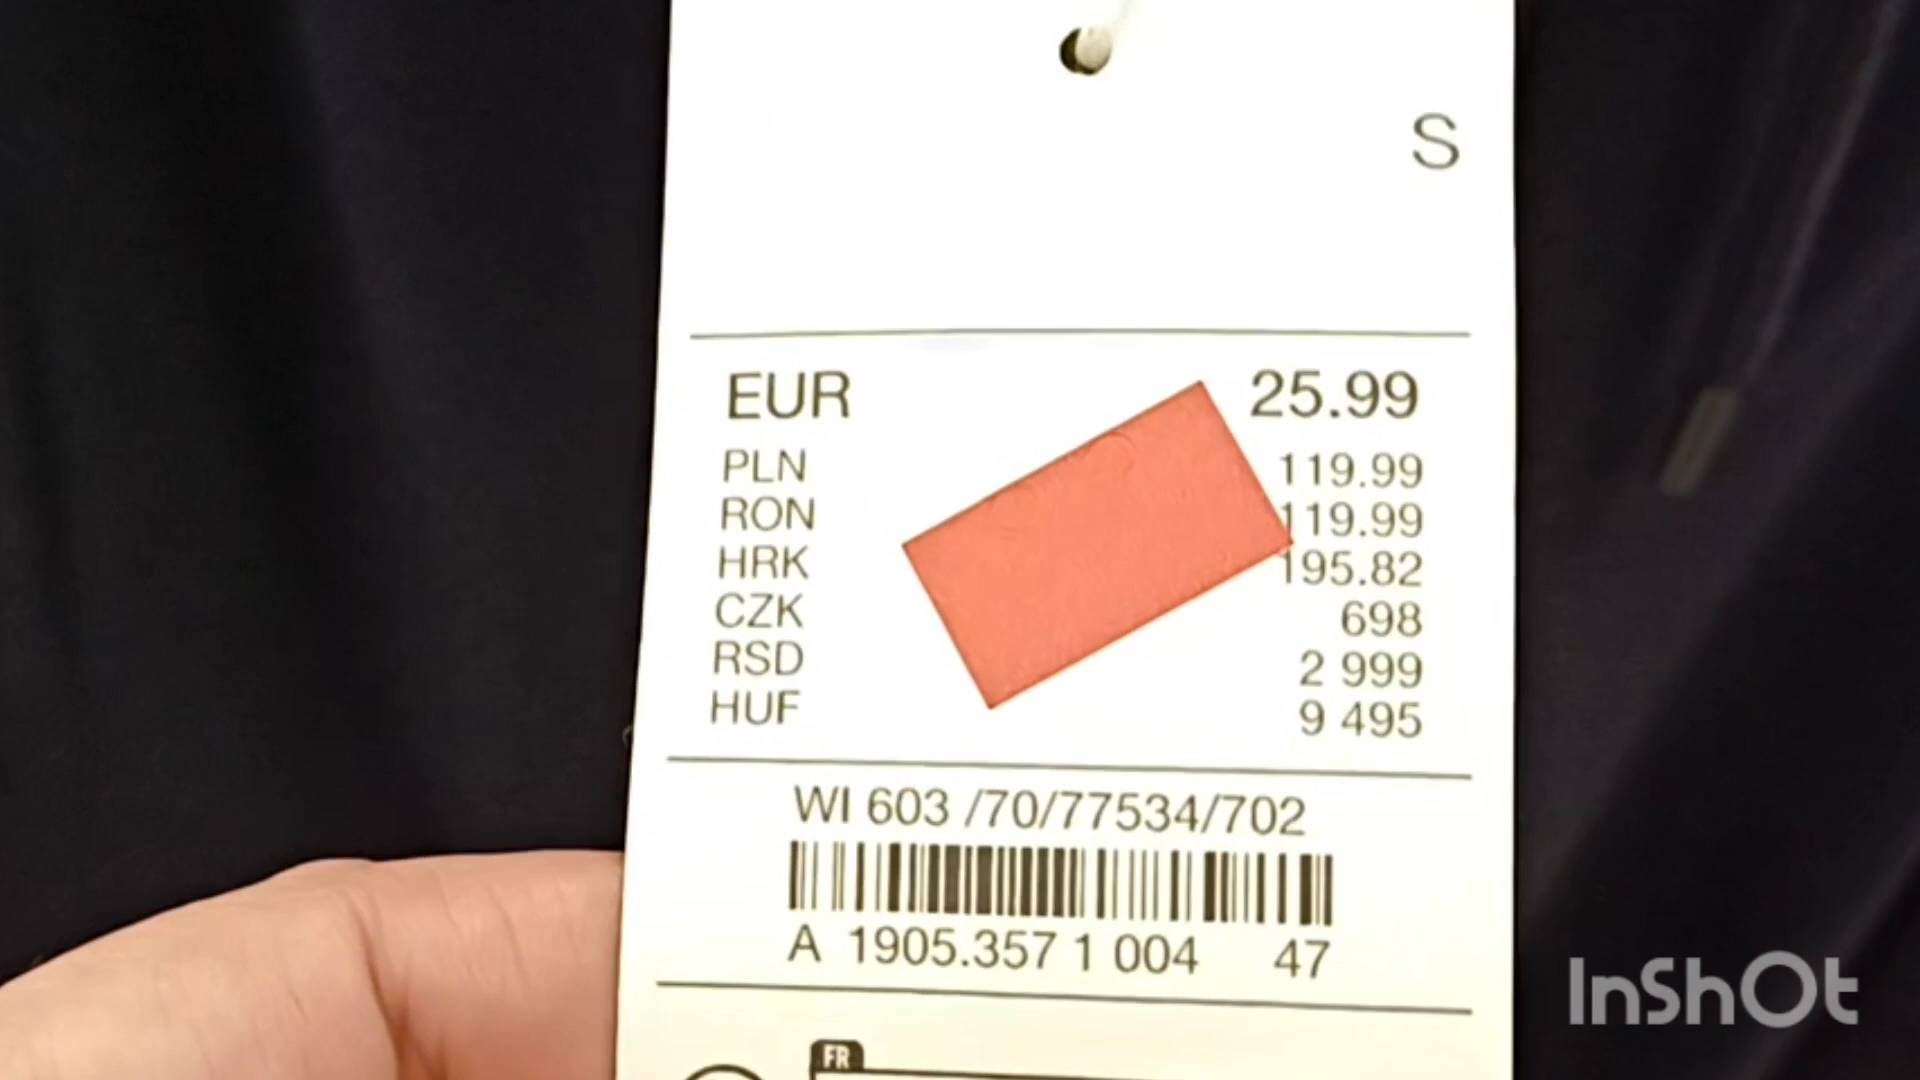 S
EUR 25.99
PLN 119.99
RON 119.99
HRK 195.82
CZK 698
RSD 2 999
HUF 9 495
WI 603 /70/77534/702
A 1905.357 1 004 47
FR
InShOt